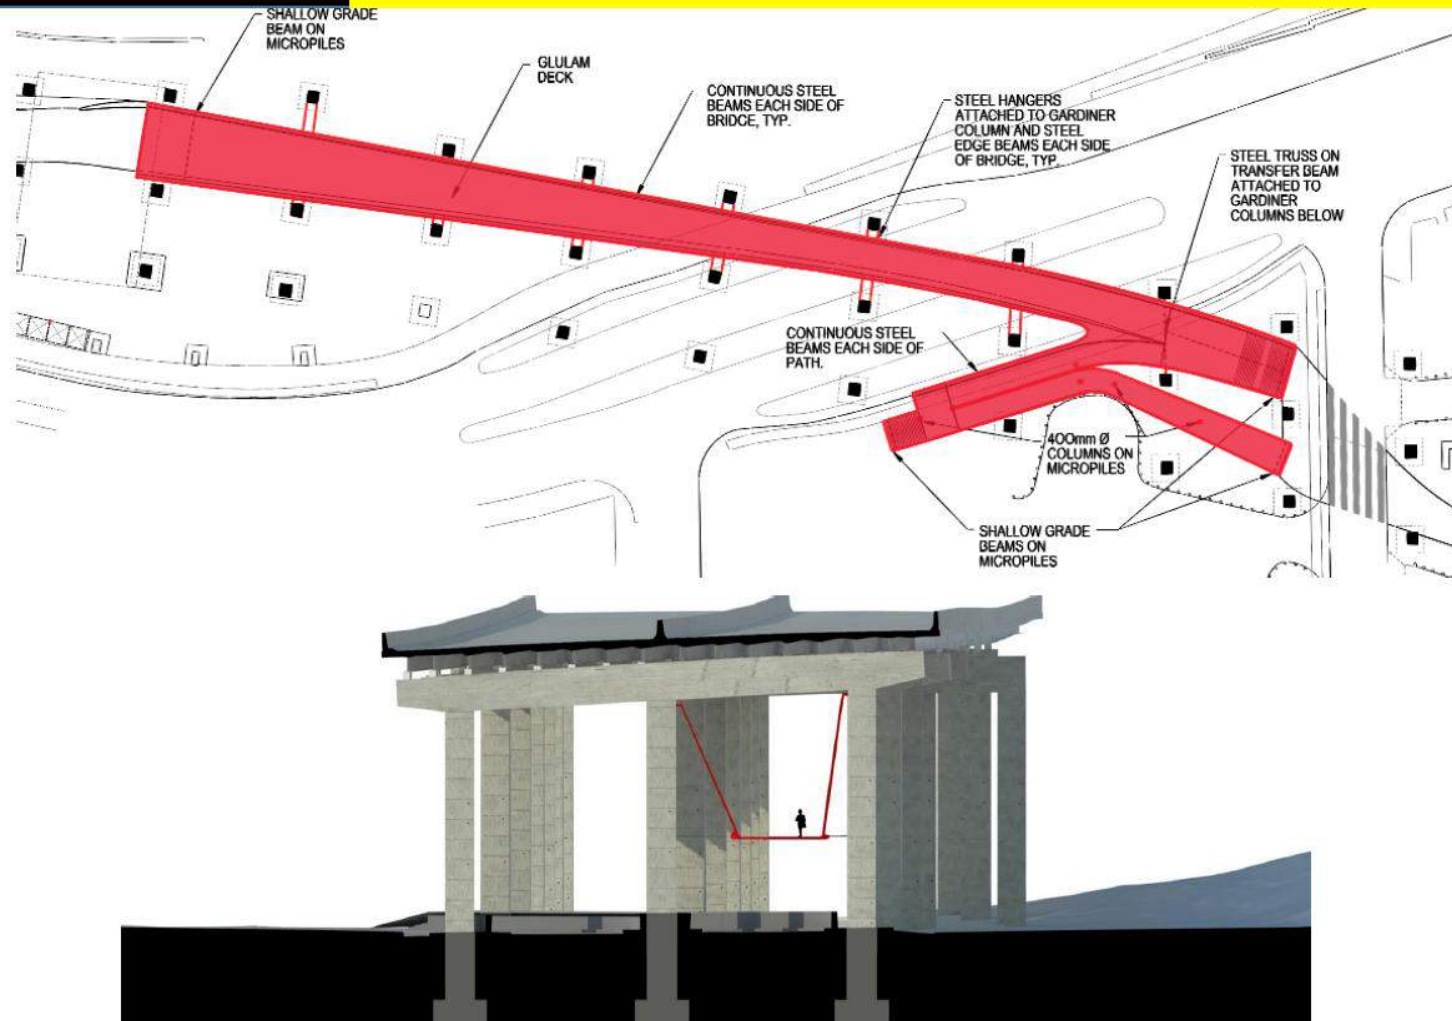 SHALLOW GRADE
BEAM ON
MICROPILES
GLULAM
DECK
CONTINUOUS STEEL
BEAMS EACH SIDE OF
BRIDGE, TYP.
STEEL HANGERS
ATTACHED TO GARDINER
COLUMN AND STEEL
EDGE BEAMS EACH SIDE
OF BRIDGE, TYP.
STEEL TRUSS ON
TRANSFER BEAM
ATTACHED TO
GARDINER
COLUMNS BELOW
CONTINUOUS STEEL
BEAMS EACH SIDE OF
PATH.
400mm Ø
COLUMNS ON
MICROPILES
SHALLOW GRADE
BEAMS ON
MICROPILES